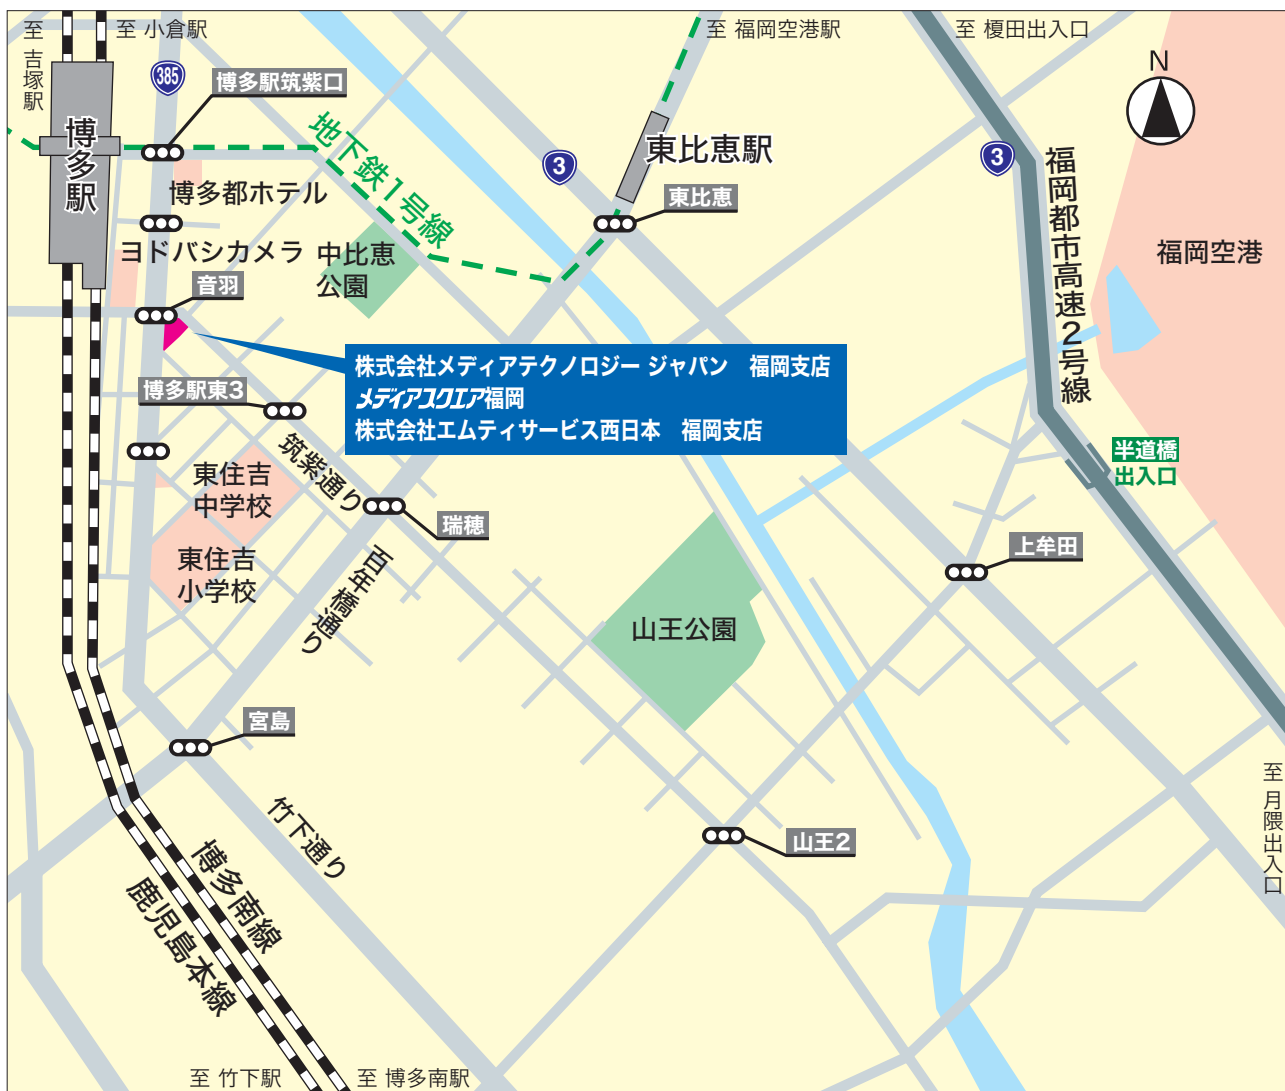 至 吉塚駅
至 小倉駅
至 福岡空港駅
至 榎田出入口
N
385
博多駅筑紫口
博多駅
地下鉄1号線
3
東比恵駅
3
福岡都市高速2号線
博多都ホテル
東比恵
ヨドバシカメラ
中比恵
公園
福岡空港
音羽
株式会社メディアテクノロジー ジャパン 福岡支店
メディアスクエア福岡
株式会社エムティサービス西日本 福岡支店
博多駅東3
筑紫通り
半道橋
出入口
東住吉
中学校
瑞穂
上牟田
東住吉
小学校
百年橋通り
山王公園
宮島
至 月隈出入口
竹下通り
山王2
博多南線
鹿児島本線
至 竹下駅
至 博多南駅